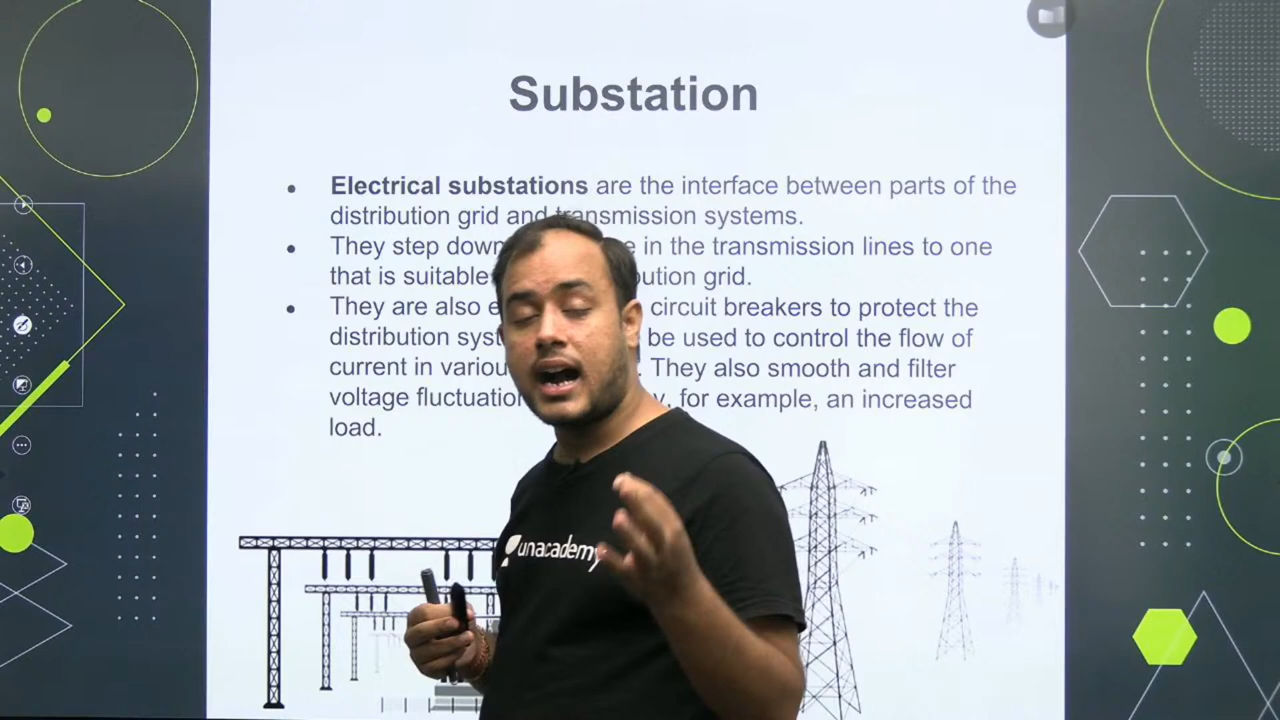 Substation
• Electrical substations are the interface between parts of the
distribution grid and transmission systems.
• They step down in the transmission lines to one
that is suitable grid.
• They are also circuit breakers to protect the
distribution be used to control the flow of
current in They also smooth and filter
voltage for example, an increased
load.
unacademy